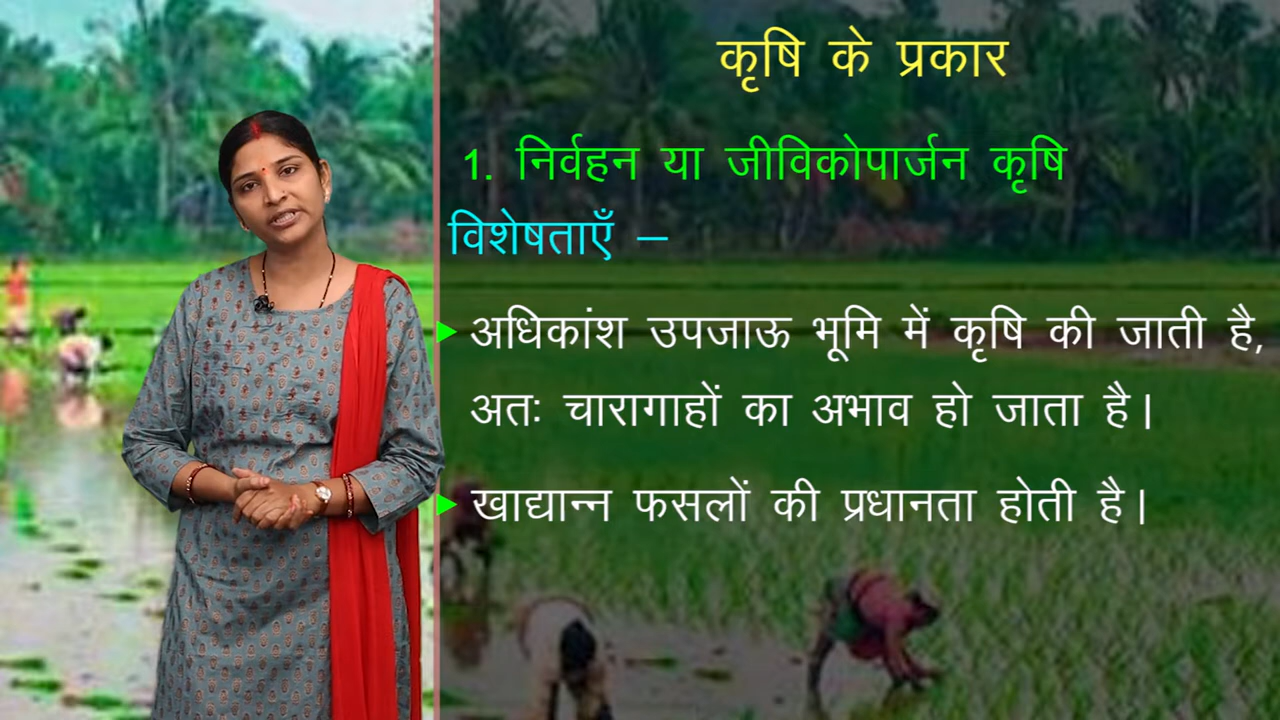 कृषि के प्रकार
1. निर्वहन या जीविकोपार्जन कृषि
विशेषताएँ –
अधिकांश उपजाऊ भूमि में कृषि की जाती है,
अतः चारागाहों का अभाव हो जाता है।
खाद्यान्न फसलों की प्रधानता होती है।